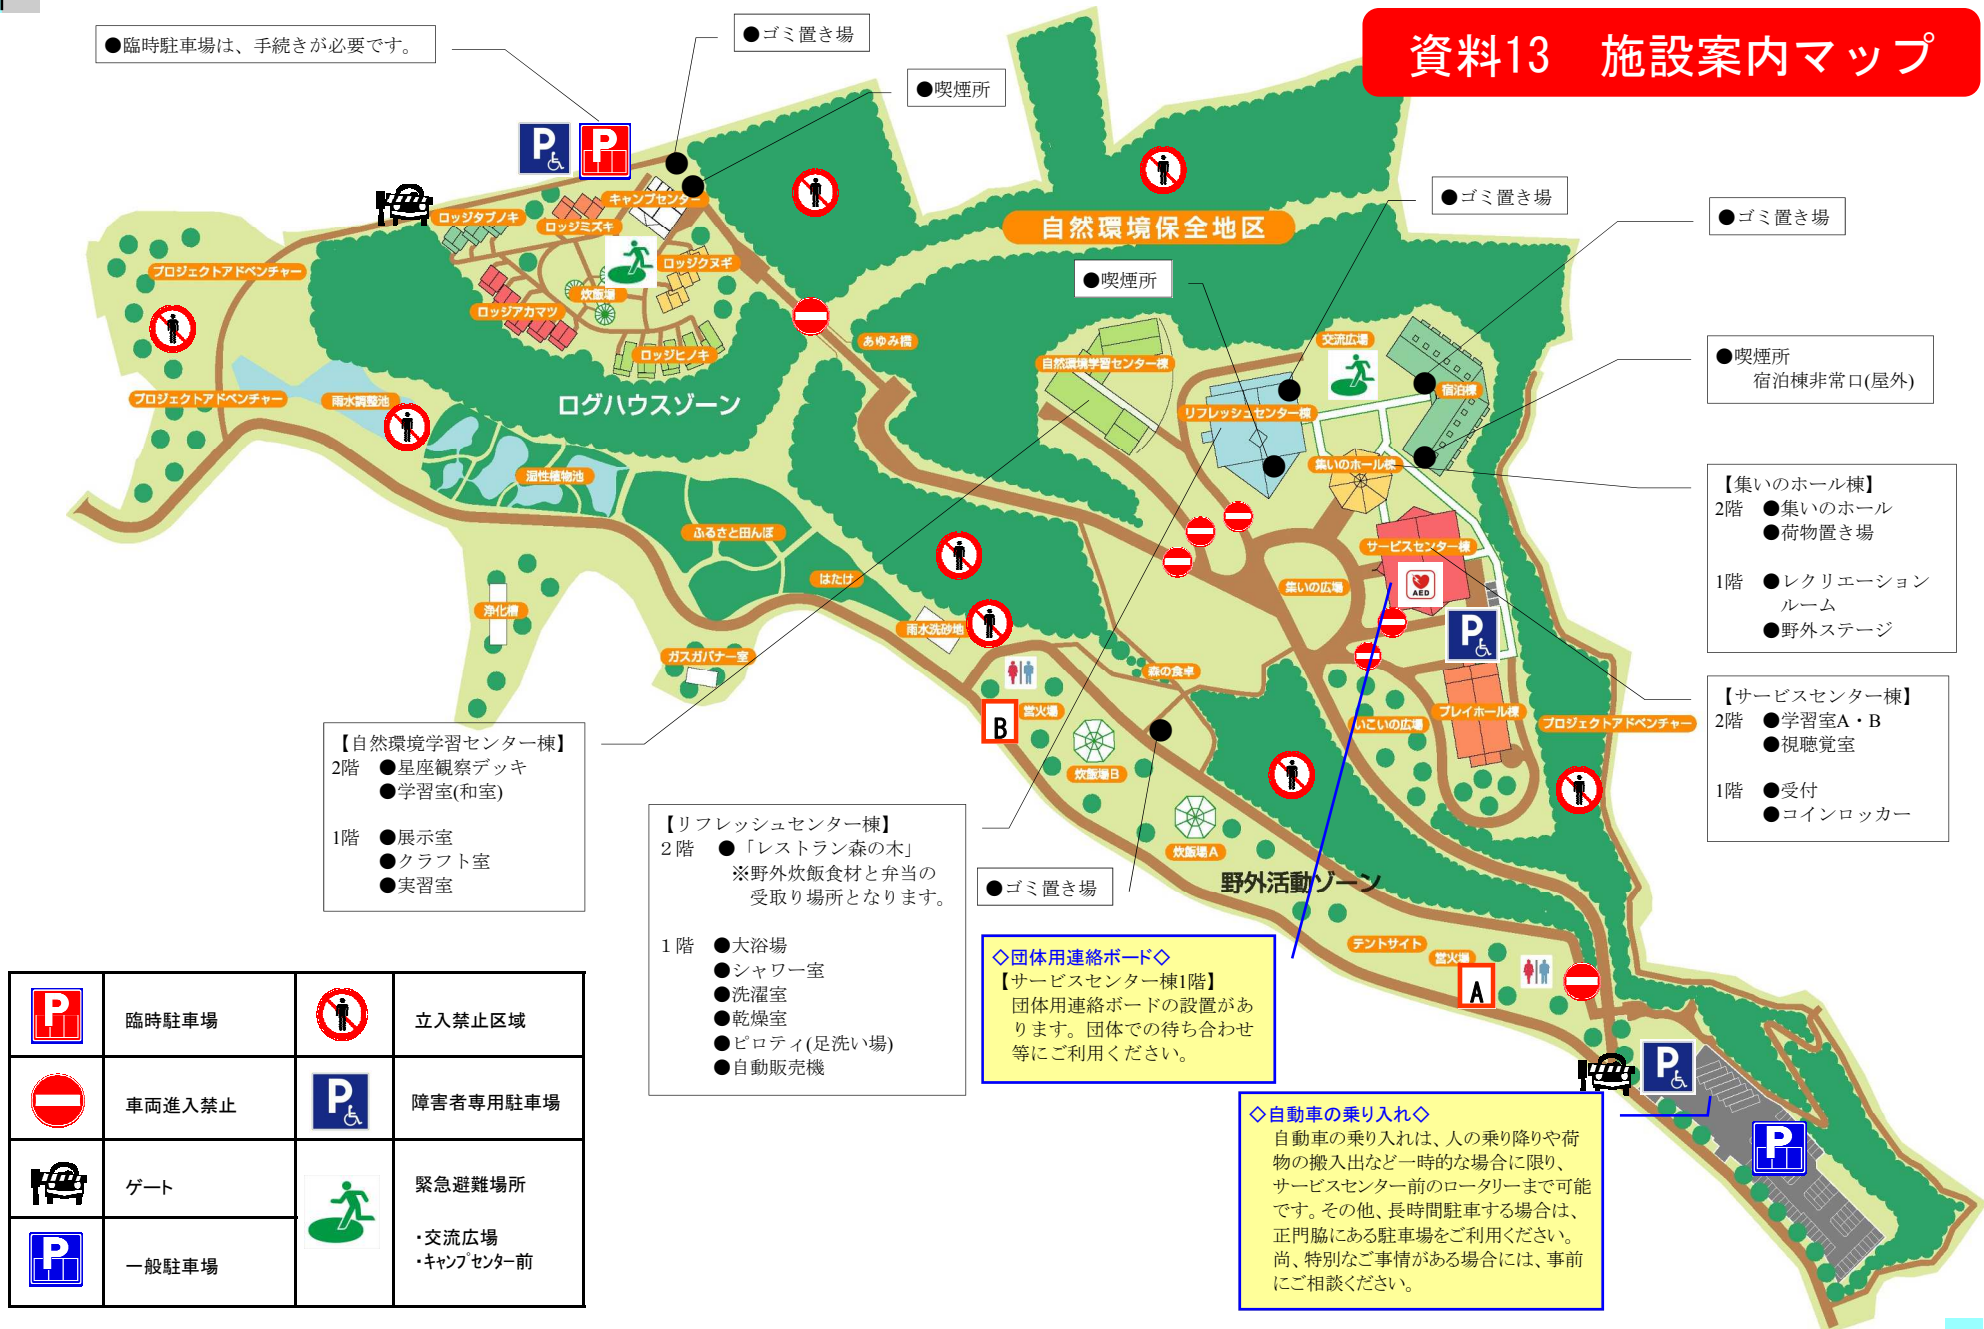 資料13　施設案内マップ
●臨時駐車場は、手続きが必要です。
●ゴミ置き場
●喫煙所
●ゴミ置き場
●ゴミ置き場
●喫煙所
●喫煙所
宿泊棟非常口(屋外)
自然環境保全地区
キャンプセンター
ロッジタブノキ
ロッジミズキ
ロッジクヌギ
炊飯場
ロッジアカマツ
ロッジヒノキ
ログハウスゾーン
プロジェクトアドベンチャー
プロジェクトアドベンチャー
雨水調整池
湿性植物池
あゆみ橋
自然環境学習センター棟
交流広場
宿泊棟
リフレッシュセンター棟
集いのホール棟
サービスセンター棟
AED
集いの広場
ふるさと田んぼ
はたけ
浄化槽
ガスガバナー室
雨水洗砂地
森の食卓
営火場
B
炊飯場B
炊飯場A
いこいの広場
プレイホール棟
プロジェクトアドベンチャー
野外活動ゾーン
テントサイト
営火場
A
【集いのホール棟】
2階　●集いのホール
●荷物置き場
1階　●レクリエーション
ルーム
●野外ステージ
【サービスセンター棟】
2階　●学習室A・B
●視聴覚室
1階　●受付
●コインロッカー
【自然環境学習センター棟】
2階　●星座観察デッキ
●学習室(和室)
1階　●展示室
●クラフト室
●実習室
【リフレッシュセンター棟】
２階　●「レストラン森の木」
※野外炊飯食材と弁当の
受取り場所となります。
１階　●大浴場
●シャワー室
●洗濯室
●乾燥室
●ピロティ(足洗い場)
●自動販売機
●ゴミ置き場
◇団体用連絡ボード◇
【サービスセンター棟1階】
団体用連絡ボードの設置があ
ります。団体での待ち合わせ
等にご利用ください。
◇自動車の乗り入れ◇
自動車の乗り入れは、人の乗り降りや荷
物の搬入出など一時的な場合に限り、
サービスセンター前のロータリーまで可能
です。その他、長時間駐車する場合は、
正門脇にある駐車場をご利用ください。
尚、特別なご事情がある場合には、事前
にご相談ください。
P
P
P
P
P
P 臨時駐車場
立入禁止区域
車両進入禁止
P 障害者専用駐車場
ゲート
緊急避難場所
・交流広場
・キャンプセンター前
P 一般駐車場